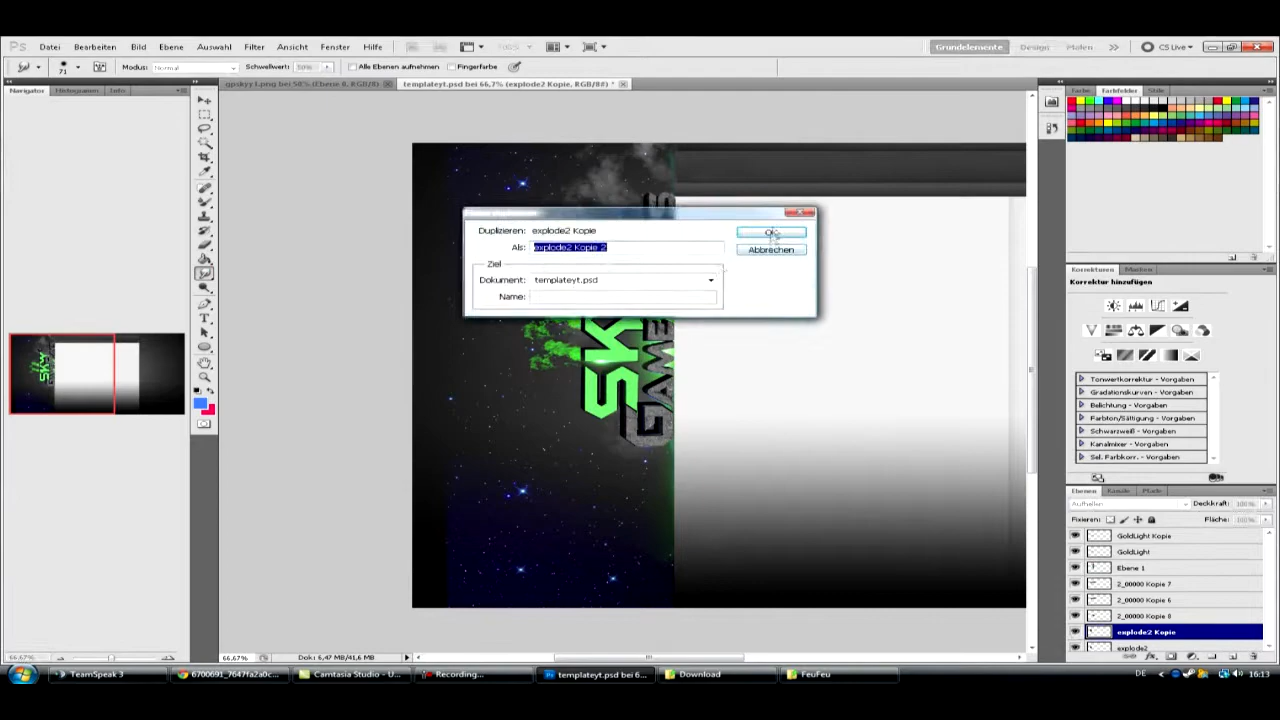 Ps Datei Bearbeiten Bild Ebene Auswahl Filter Ansicht Fenster Hilfe
Grundelemente Design Malen >> CS Live
71 Modus: Normal Schwellwert: 50% Alle Ebenen aufnehmen Fingerfarbe
gpskyy1.png bei 50% (Ebene 8, RGB/8) templateyt.psd bei 66,7% (explode2 Kopie, RGB/8#) *
Navigator Histogramm Info
Farbe Farbfelder Stile
Duplizieren: explode2 Kopie
OK
Als: explode2 Kopie 2
Abbrechen
Ziel
Dokument: templateyt.psd
Name:
SK
GAMES
Korrekturen Masken
Korrektur hinzufügen
Tonwertkorrektur - Vorgaben
Gradationskurven - Vorgaben
Belichtung - Vorgaben
Farbton/Sättigung - Vorgaben
Schwarzweiß - Vorgaben
Kanalmixer - Vorgaben
Sel. Farbkorr. - Vorgaben
Ebenen Kanäle Pfade
Aufhellen Deckkraft: 100%
Fixieren: Fläche: 100%
GoldLight Kopie
GoldLight
Ebene 1
2_00000 Kopie 7
2_00000 Kopie 6
2_00000 Kopie 8
explode2 Kopie
explode2
66,67% 66,67% Dok: 6,47 MB/41,6 MB
TeamSpeak 3 6700691_7647fa2a0c... Camtasia Studio - U... Recording... templateyt.psd bei 6... Download FeuFeu DE 16:13